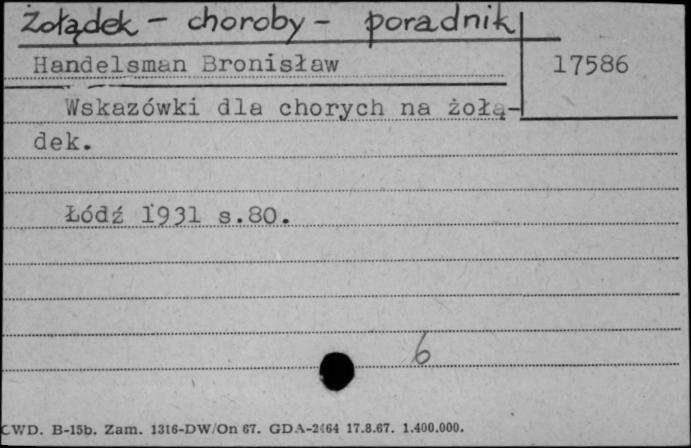 Żołądek - choroby - poradnik
Handelsman Bronisław
17586
Wskazówki dla chorych na żołą-
dek.
Łódź 1931 s.80.
6
CWD. B-15b. Zam. 1316-DW/On 67. GDA-2464 17.8.67. 1.400.000.